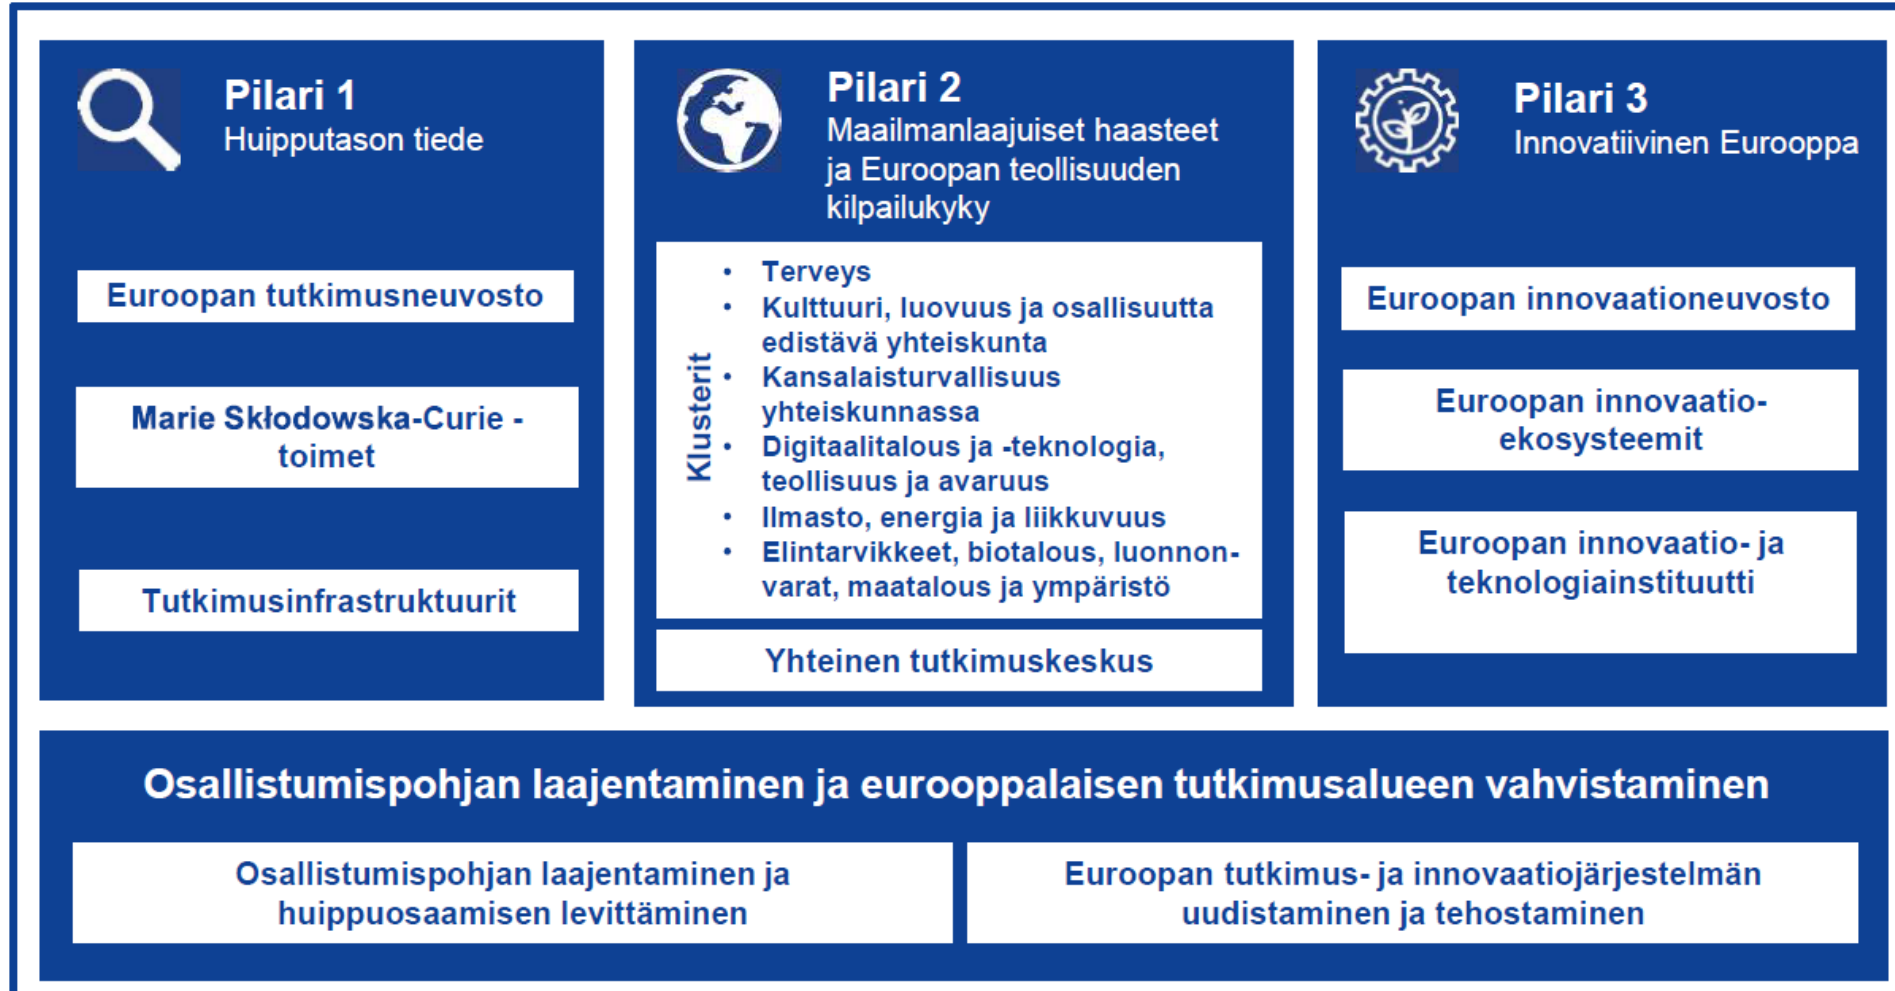 Pilari 1
Huipputason tiede
Euroopan tutkimusneuvosto
Marie Skłodowska-Curie -
toimet
Tutkimusinfrastruktuurit
Pilari 2
Maailmanlaajuiset haasteet
ja Euroopan teollisuuden
kilpailukyky
Klusterit
• Terveys
• Kulttuuri, luovuus ja osallisuutta
edistävä yhteiskunta
• Kansalaisturvallisuus
yhteiskunnassa
• Digitaalitalous ja -teknologia,
teollisuus ja avaruus
• Ilmasto, energia ja liikkuvuus
• Elintarvikkeet, biotalous, luonnon-
varat, maatalous ja ympäristö
Yhteinen tutkimuskeskus
Pilari 3
Innovatiivinen Eurooppa
Euroopan innovaationeuvosto
Euroopan innovaatio-
ekosysteemit
Euroopan innovaatio- ja
teknologiainstituutti
Osallistumispohjan laajentaminen ja eurooppalaisen tutkimusalueen vahvistaminen
Osallistumispohjan laajentaminen ja
huippuosaamisen levittäminen
Euroopan tutkimus- ja innovaatiojärjestelmän
uudistaminen ja tehostaminen